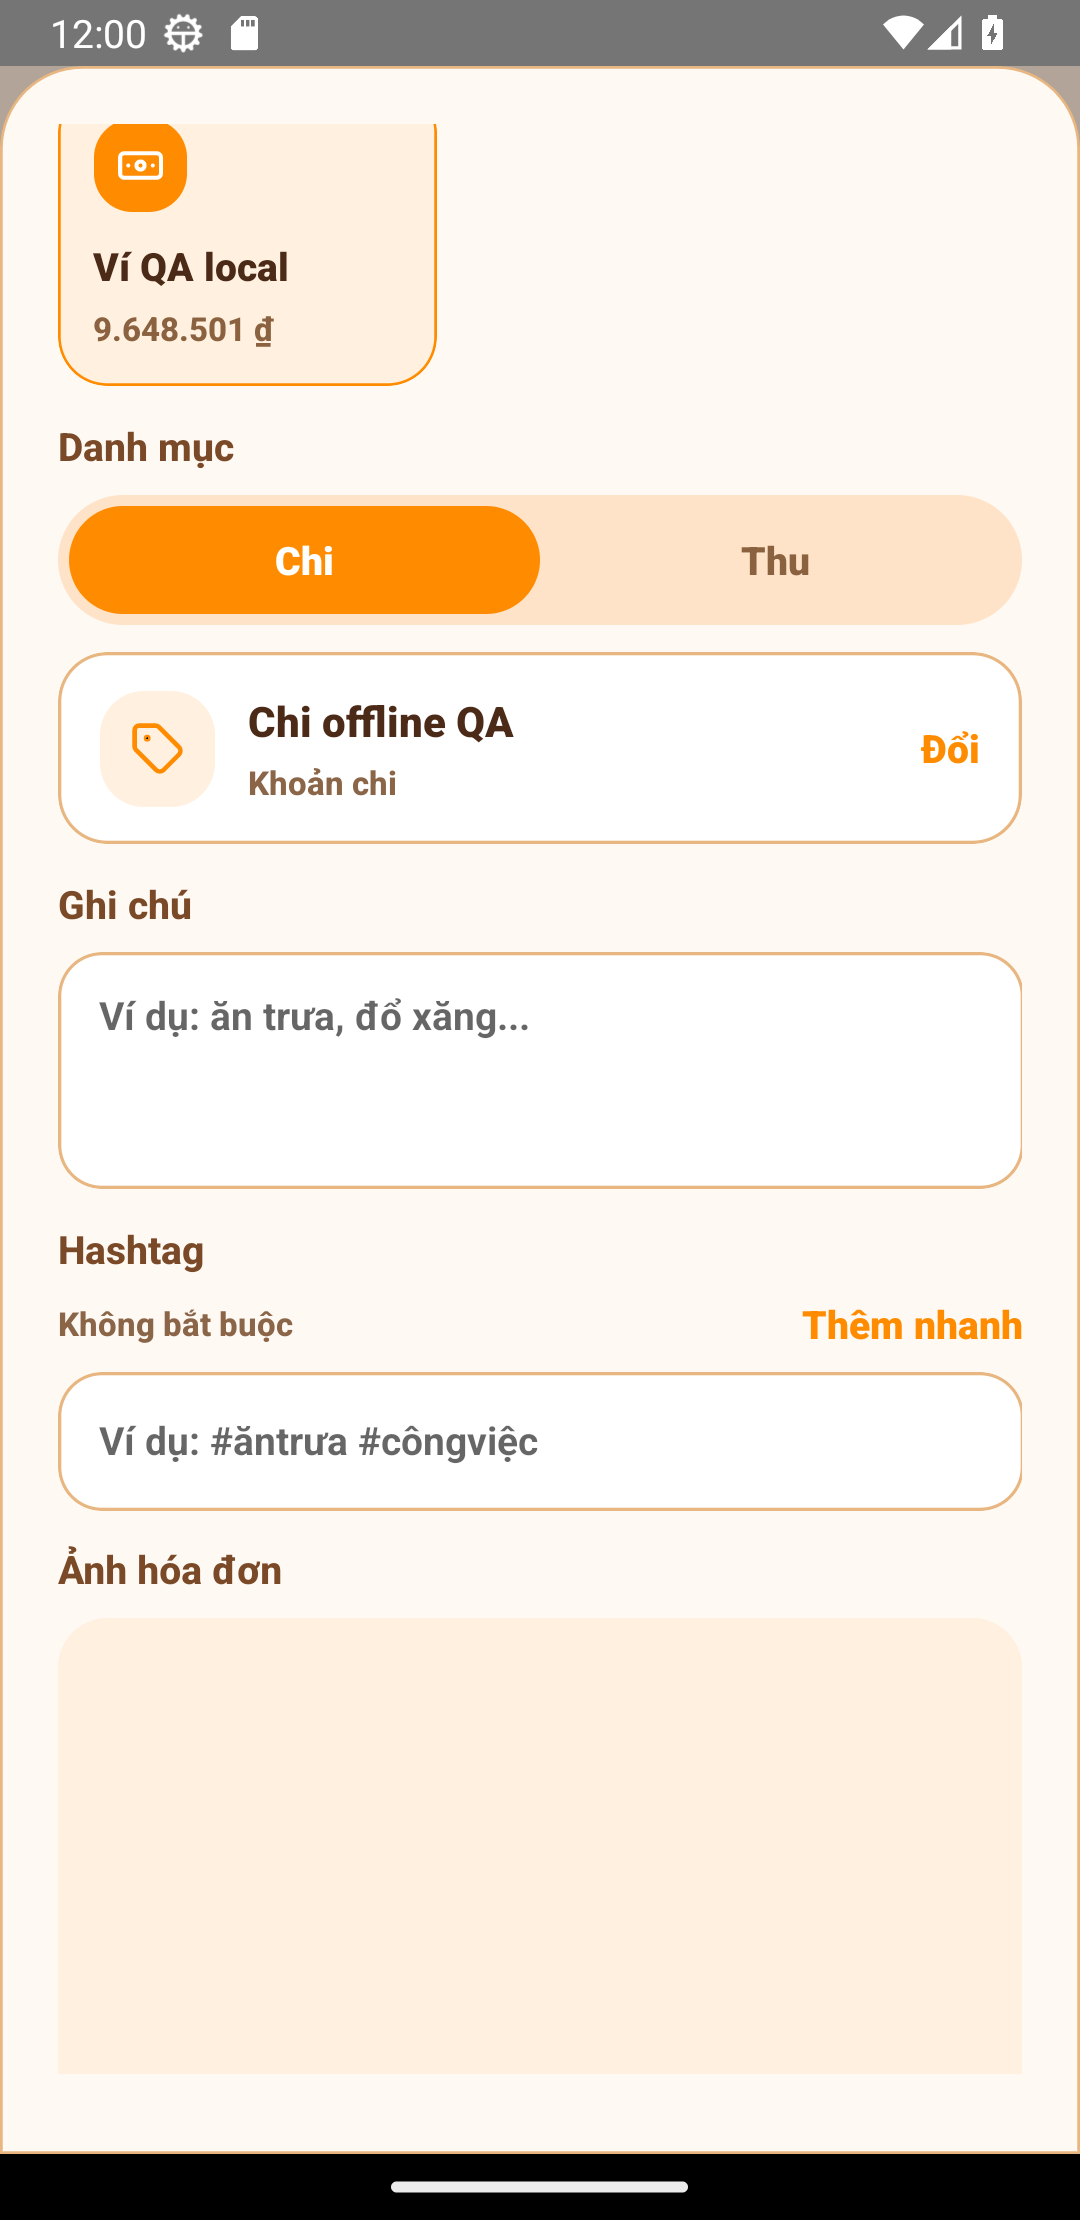 12:00
Ví QA local
9.648.501 ₫
Danh mục
Chi
Thu
Chi offline QA
Khoản chi
Đổi
Ghi chú
Ví dụ: ăn trưa, đổ xăng...
Hashtag
Không bắt buộc
Thêm nhanh
Ví dụ: #ăntrưa #côngviệc
Ảnh hóa đơn